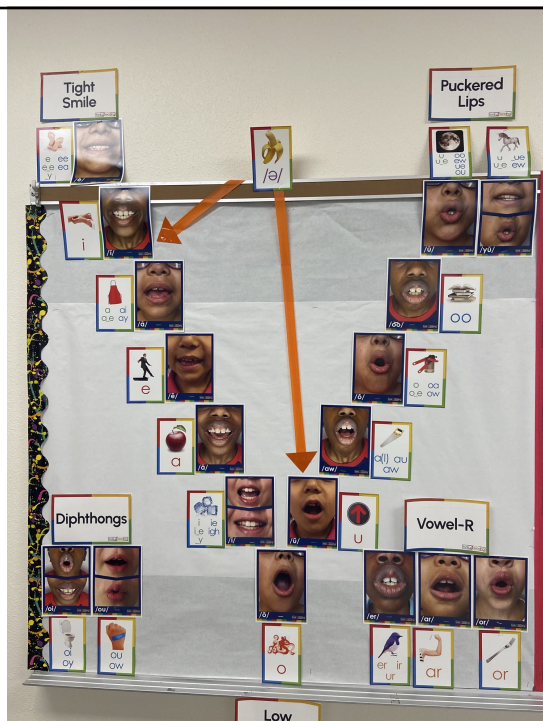 Tight
Smile
Puckered
Lips
e ee
e_e ea
_y i
/ē/
/ə/
u oo
u_e ew
ue
ou
u _ue
u_e ew
i
/ĭ/
/ū/
/yū/
a ai
a_e ay
/ā/
/o͝o/
oo
e
/ĕ/
/ō/
o oa
o_e ow
a
/ă/
/aw/
a(l) au
aw
i ie
i_e igh
_y
/ī/
/ŭ/
u
Diphthongs
Vowel-R
/oi/
/ou/
/ŏ/
/er/
/ar/
/or/
oi
oy
ou
ow
o
er ir
ur
ar
or
Low